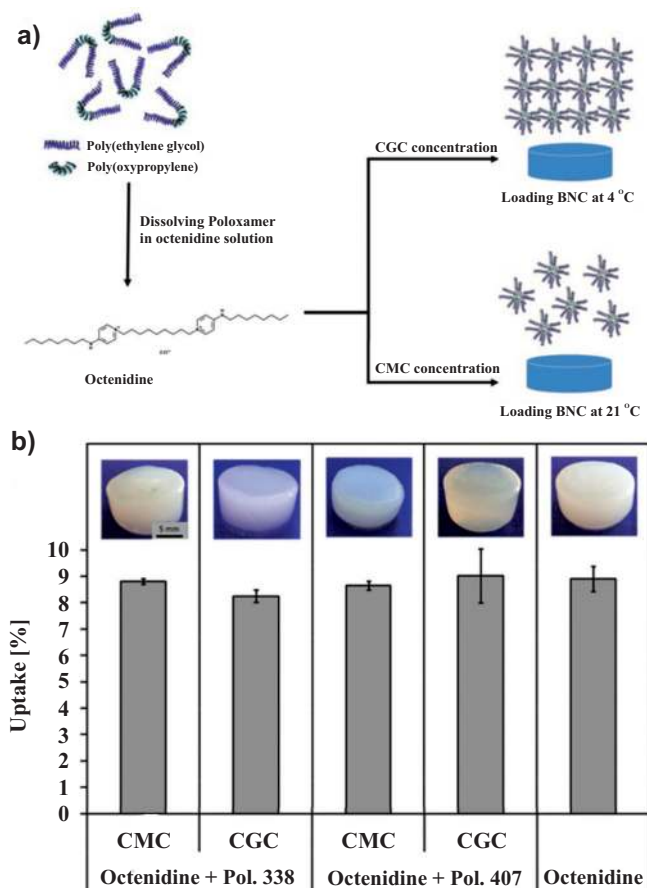 a)
Poly(ethylene glycol)
Poly(oxypropylene)
Dissolving Poloxamer
in octenidine solution
Octenidine
CGC concentration
Loading BNC at 4 °C
CMC concentration
Loading BNC at 21 °C
b)
5 mm
Uptake [%]
10
9
8
7
6
5
4
3
2
1
0
CMC
CGC
CMC
CGC
Octenidine + Pol. 338
Octenidine + Pol. 407
Octenidine